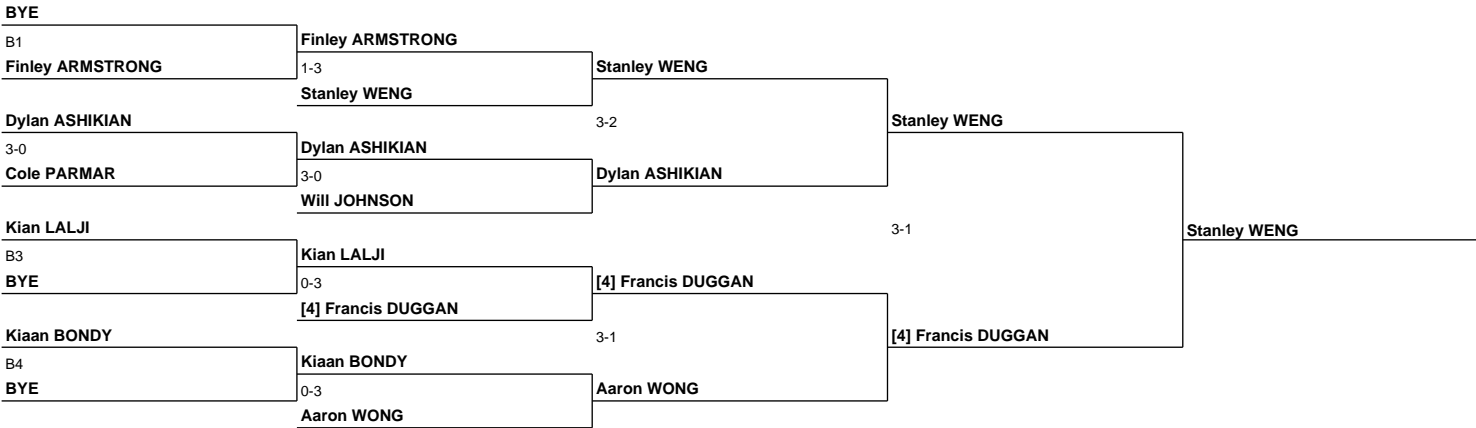 BYE
B1
Finley ARMSTRONG
Finley ARMSTRONG
1-3
Stanley WENG
Stanley WENG
Dylan ASHIKIAN
3-2
Stanley WENG
3-0
Dylan ASHIKIAN
Cole PARMAR
3-0
Dylan ASHIKIAN
Will JOHNSON
Kian LALJI
3-1
Stanley WENG
B3
Kian LALJI
BYE
0-3
[4] Francis DUGGAN
[4] Francis DUGGAN
Kiaan BONDY
3-1
[4] Francis DUGGAN
B4
Kiaan BONDY
BYE
0-3
Aaron WONG
Aaron WONG